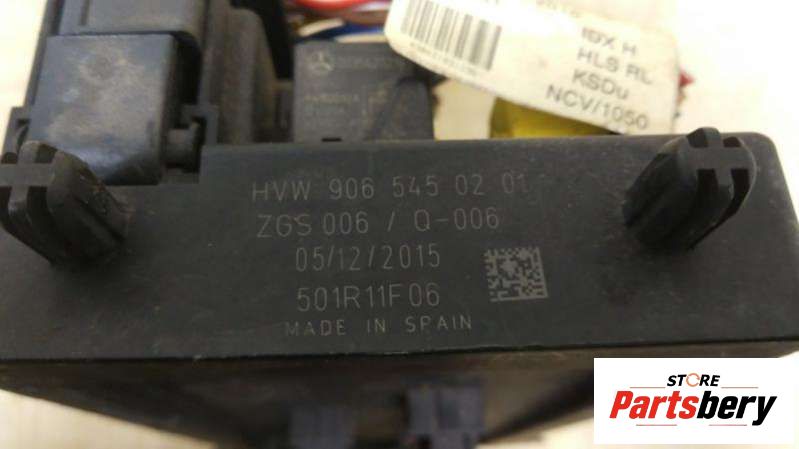 IBX H
HLS RL
KSDu
NCV/1050
HVW 906 545 02 01
ZGS 006 / Q-006
05/12/2015
501R11F06
MADE IN SPAIN
STORE
Partsbery